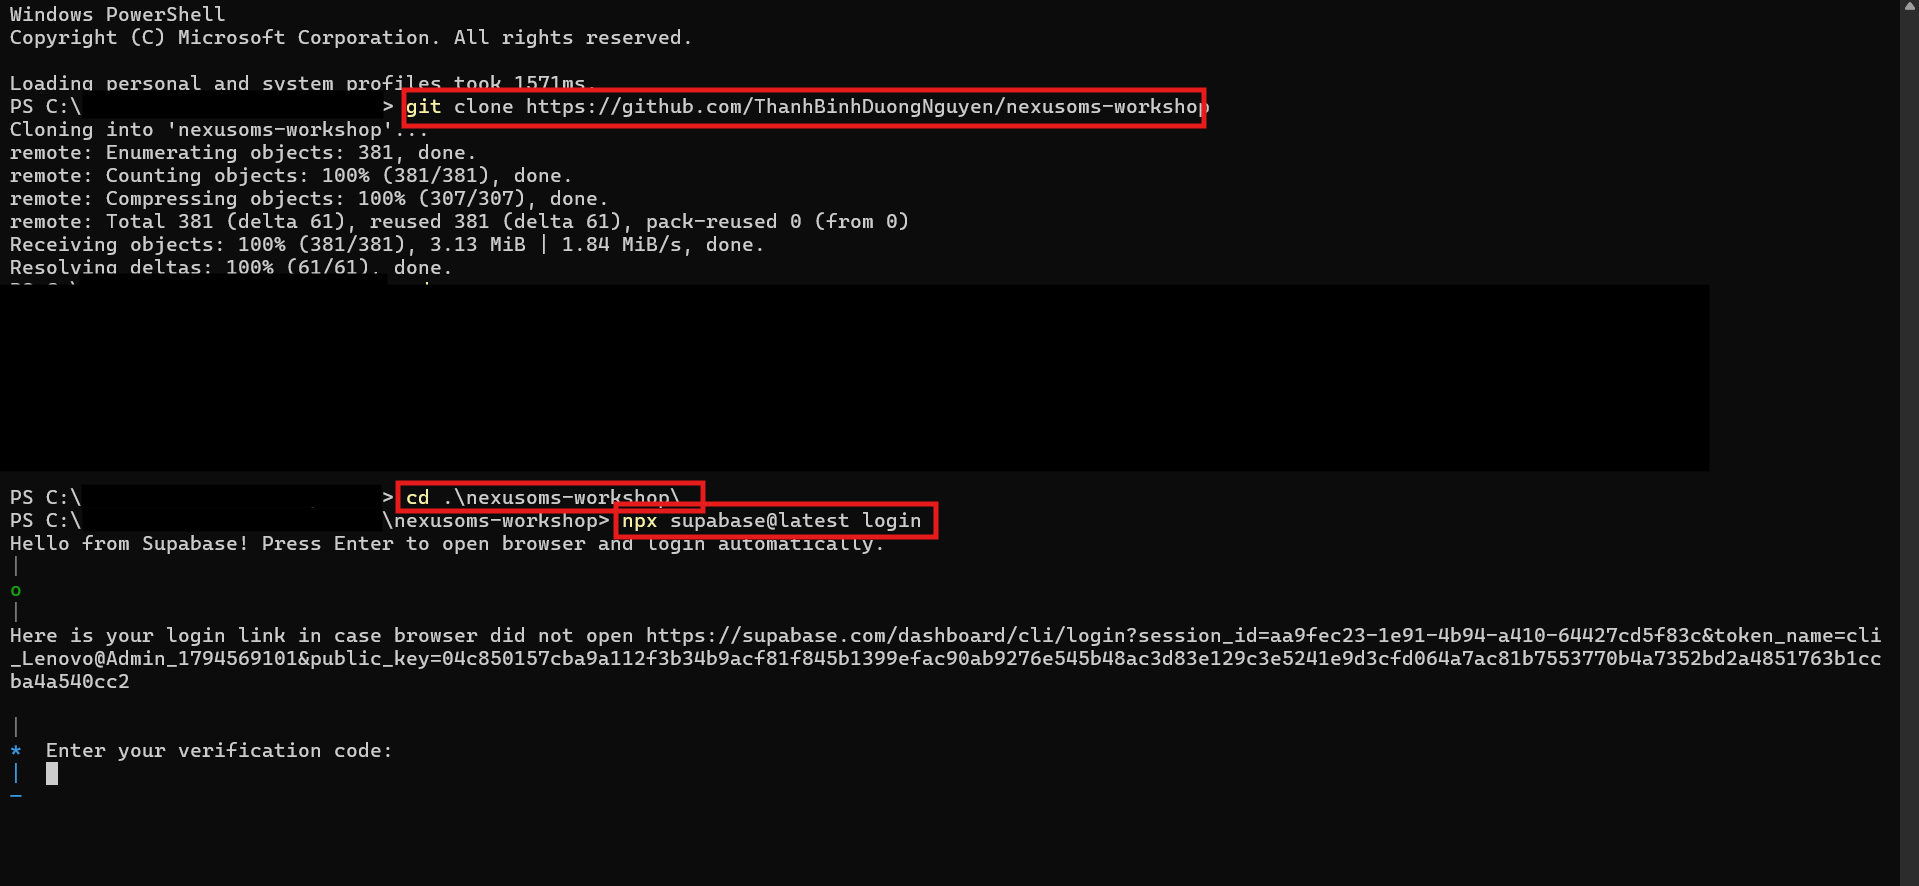 Windows PowerShell
Copyright (C) Microsoft Corporation. All rights reserved.
Loading personal and system profiles took 1571ms.
PS C:\ > git clone https://github.com/ThanhBinhDuongNguyen/nexusoms-workshop
Cloning into 'nexusoms-workshop'...
remote: Enumerating objects: 381, done.
remote: Counting objects: 100% (381/381), done.
remote: Compressing objects: 100% (307/307), done.
remote: Total 381 (delta 61), reused 381 (delta 61), pack-reused 0 (from 0)
Receiving objects: 100% (381/381), 3.13 MiB | 1.84 MiB/s, done.
Resolving deltas: 100% (61/61), done.
PS C:\ > cd .\nexusoms-workshop\
PS C:\ \nexusoms-workshop> npx supabase@latest login
Hello from Supabase! Press Enter to open browser and login automatically.
|
o
|
Here is your login link in case browser did not open https://supabase.com/dashboard/cli/login?session_id=aa9fec23-1e91-4b94-a410-64427cd5f83c&token_name=cli
_Lenovo@Admin_1794569101&public_key=04c850157cba9a112f3b34b9acf81f845b1399efac90ab9276e545b48ac3d83e129c3e5241e9d3cfd064a7ac81b7553770b4a7352bd2a4851763b1cc
ba4a540cc2
|
* Enter your verification code:
|
—